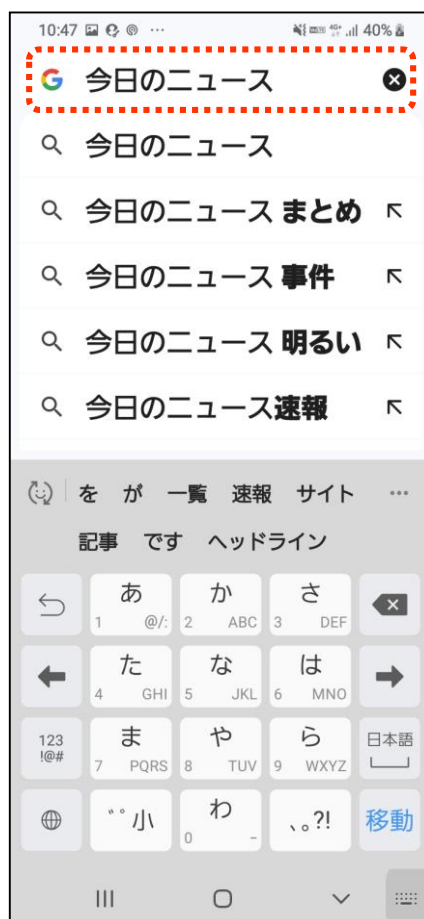 10:47 … 4G+ 40%
今日のニュース
今日のニュース
今日のニュース まとめ
今日のニュース 事件
今日のニュース 明るい
今日のニュース速報
を が 一覧 速報 サイト …
記事 です ヘッドライン
あ か さ
1 @/: 2 ABC 3 DEF
た な は
4 GHI 5 JKL 6 MNO
123 ま や ら 日本語
!@# 7 PQRS 8 TUV 9 WXYZ
゛゜小 わ 、。?! 移動
0 -